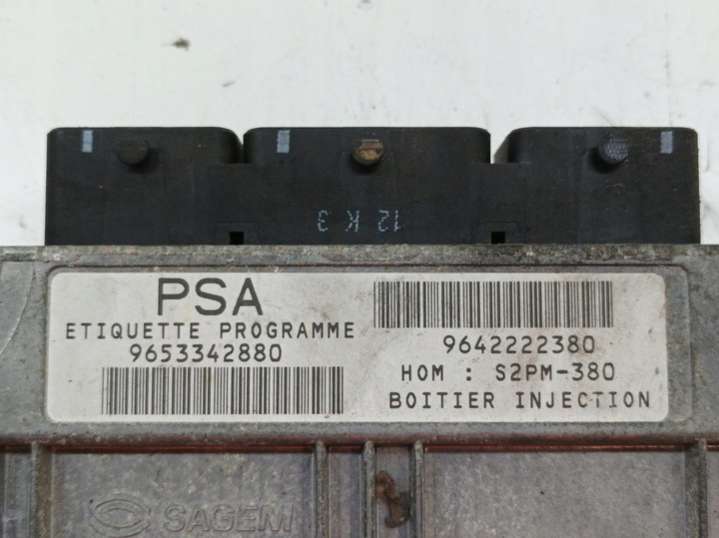 12 K 3
PSA
ETIQUETTE PROGRAMME
9653342880
9642222380
HOM : S2PM-380
BOITIER INJECTION
SAGEM